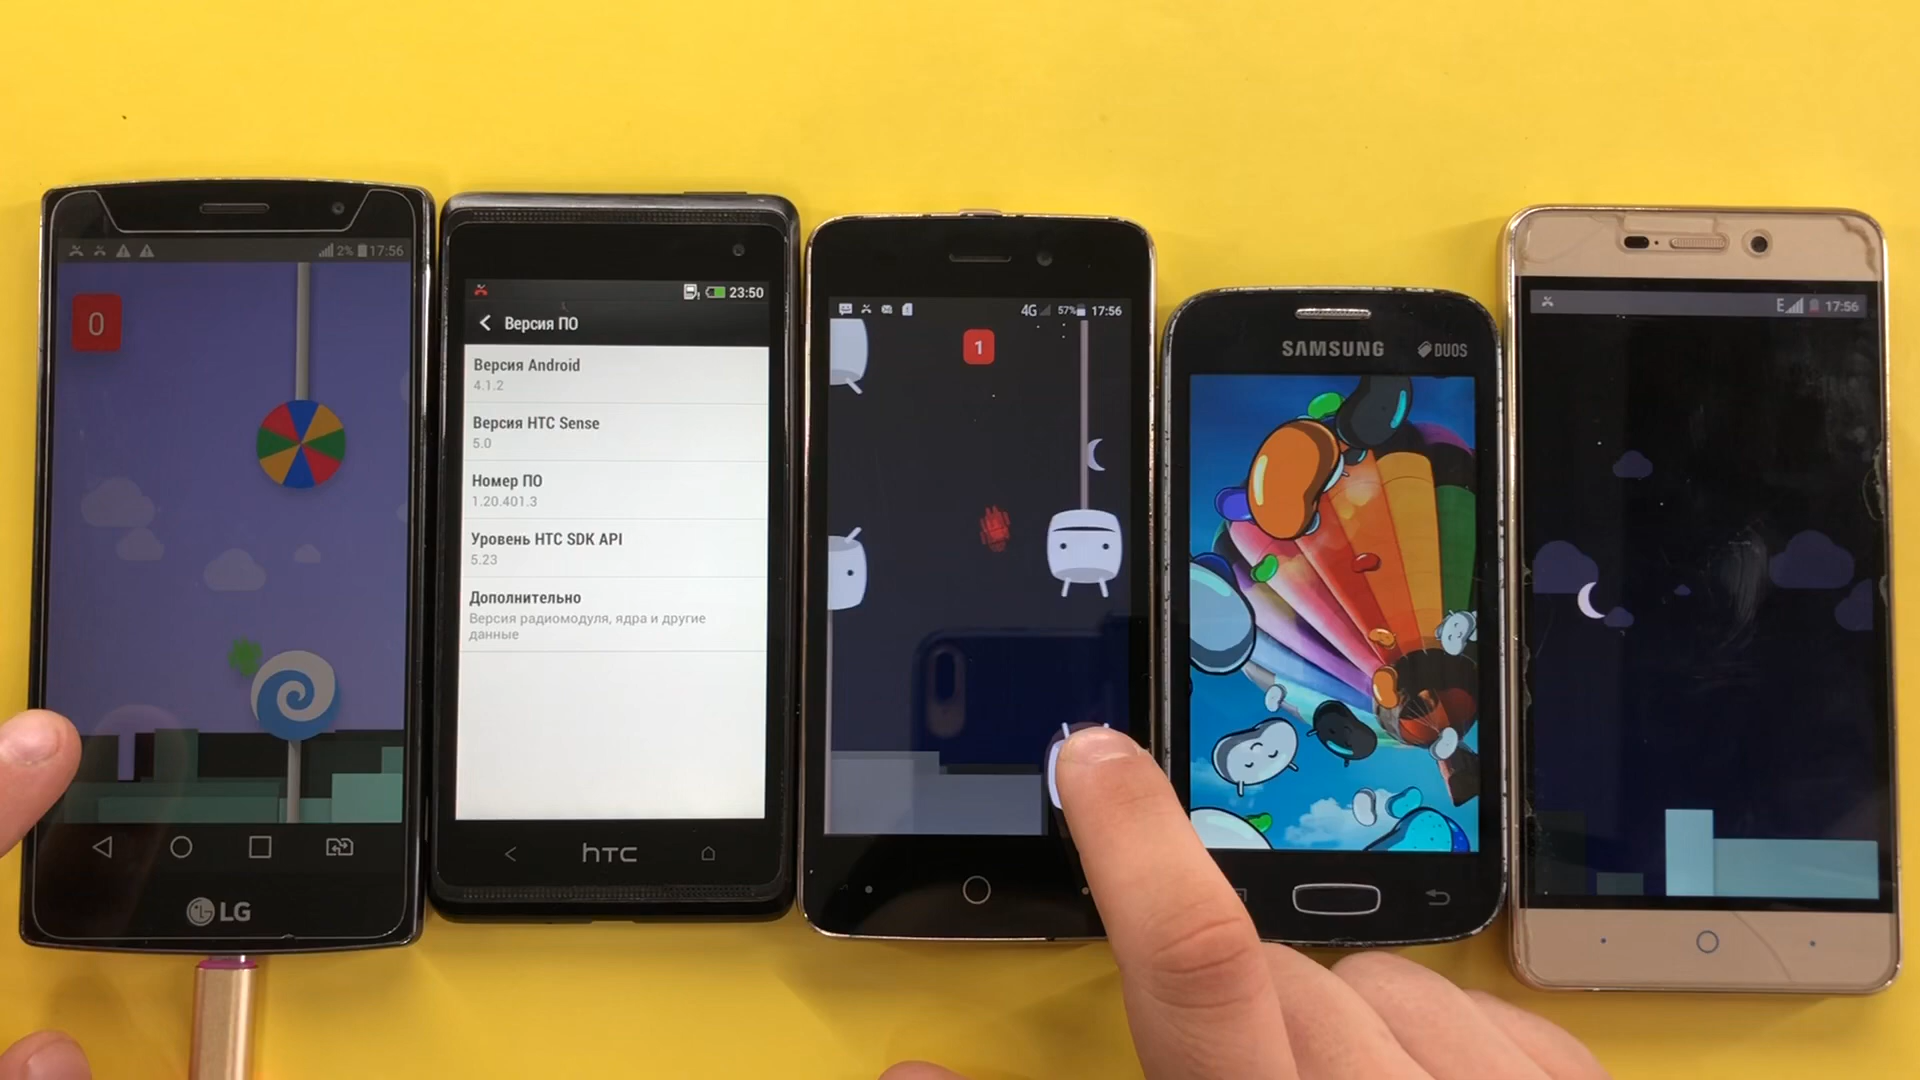 2% 17:56
0
LG
23:50
Версия ПО
Версия Android
4.1.2
Версия HTC Sense
5.0
Номер ПО
1.20.401.3
Уровень HTC SDK API
5.23
Дополнительно
Версия радиомодуля, ядра и другие
данные
hTC
4G 57% 17:56
1
SAMSUNG DUOS
E 17:56